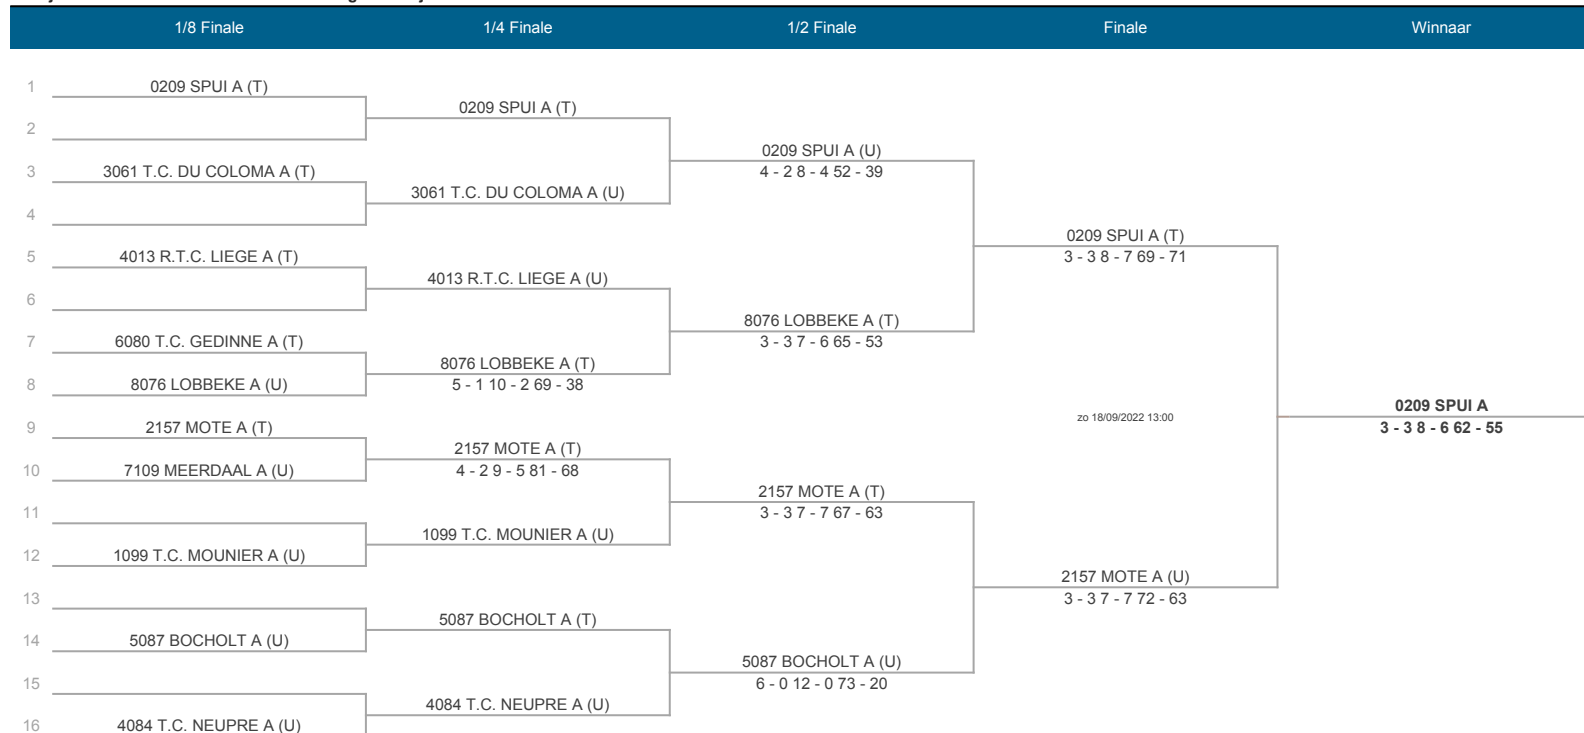 1/8 Finale 1/4 Finale 1/2 Finale Finale Winnaar
1 0209 SPUI A (T)
0209 SPUI A (T)
2
0209 SPUI A (U)
3 3061 T.C. DU COLOMA A (T) 4 - 2 8 - 4 52 - 39
3061 T.C. DU COLOMA A (U)
4
0209 SPUI A (T)
5 4013 R.T.C. LIEGE A (T) 3 - 3 8 - 7 69 - 71
4013 R.T.C. LIEGE A (U)
6
8076 LOBBEKE A (T)
7 6080 T.C. GEDINNE A (T) 3 - 3 7 - 6 65 - 53
8076 LOBBEKE A (T)
8 8076 LOBBEKE A (U) 5 - 1 10 - 2 69 - 38
0209 SPUI A
zo 18/09/2022 13:00
9 2157 MOTE A (T) 3 - 3 8 - 6 62 - 55
2157 MOTE A (T)
10 7109 MEERDAAL A (U) 4 - 2 9 - 5 81 - 68
2157 MOTE A (T)
11 3 - 3 7 - 7 67 - 63
1099 T.C. MOUNIER A (U)
12 1099 T.C. MOUNIER A (U)
2157 MOTE A (U)
13 3 - 3 7 - 7 72 - 63
5087 BOCHOLT A (T)
14 5087 BOCHOLT A (U)
5087 BOCHOLT A (U)
15 6 - 0 12 - 0 73 - 20
4084 T.C. NEUPRE A (U)
16 4084 T.C. NEUPRE A (U)